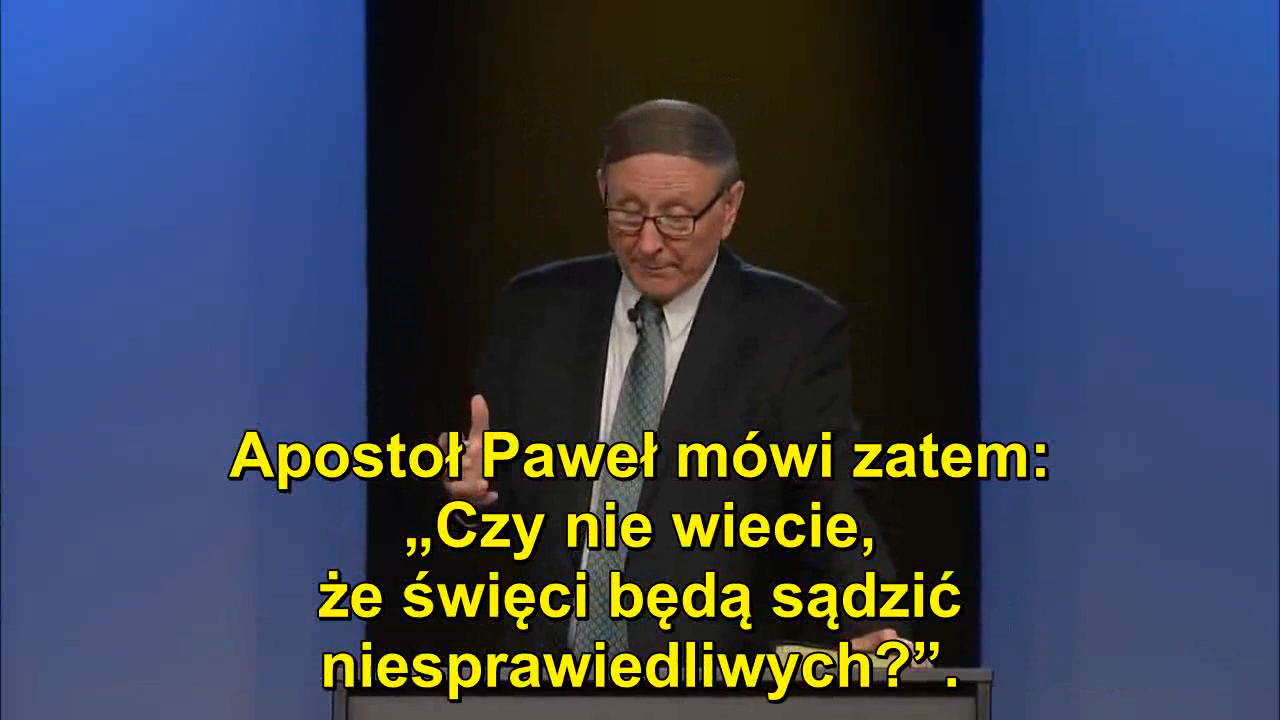 Apostoł Paweł mówi zatem:
„Czy nie wiecie,
że święci będą sądzić
niesprawiedliwych?”.